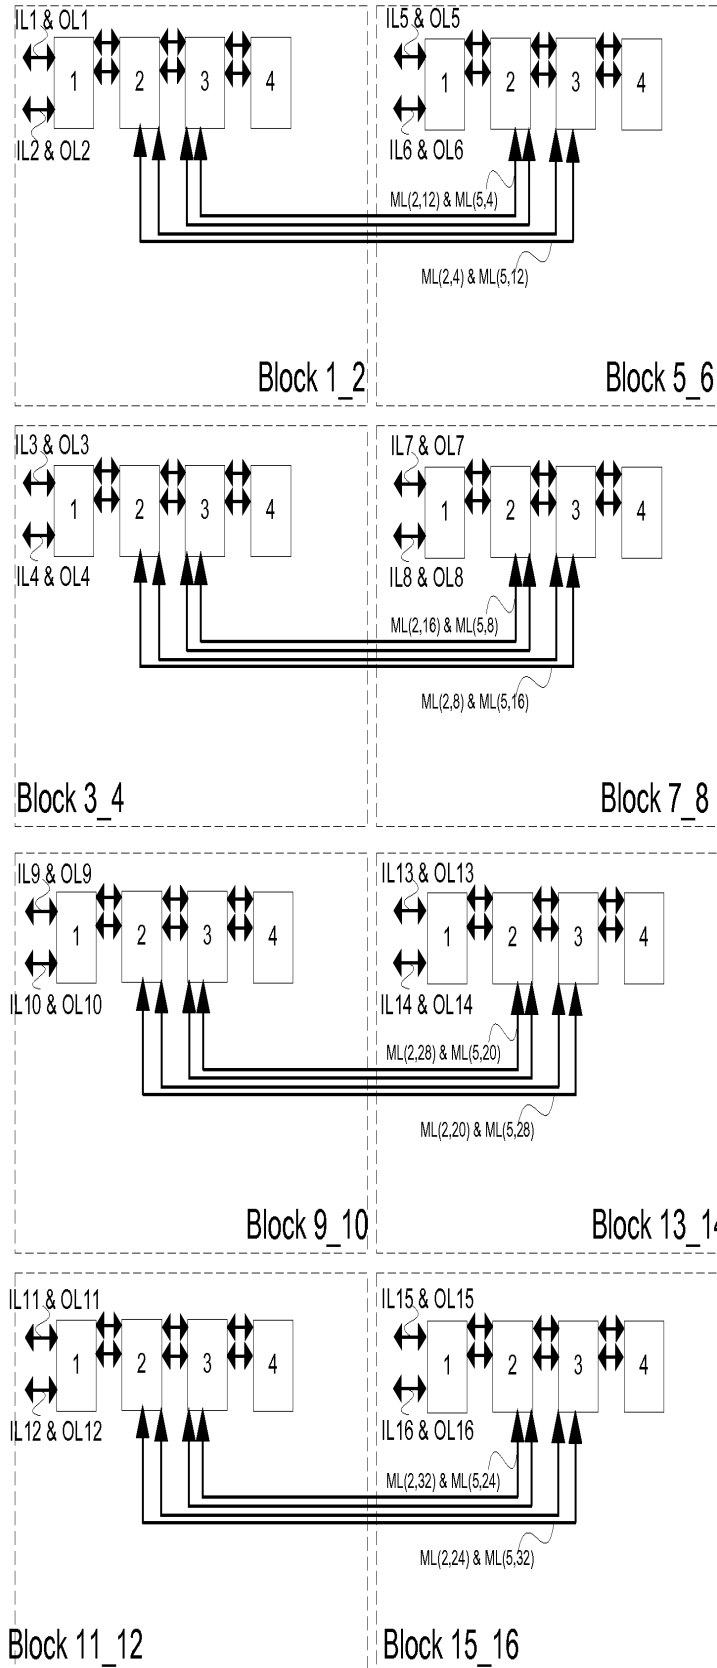 IL1 & OL1
1
2
3
4
IL2 & OL2
IL5 & OL5
1
2
3
4
IL6 & OL6
ML(2,12) & ML(5,4)
ML(2,4) & ML(5,12)
Block 1_2
Block 5_6
IL3 & OL3
1
2
3
4
IL4 & OL4
IL7 & OL7
1
2
3
4
IL8 & OL8
ML(2,16) & ML(5,8)
ML(2,8) & ML(5,16)
Block 3_4
Block 7_8
IL9 & OL9
1
2
3
4
IL10 & OL10
IL13 & OL13
1
2
3
4
IL14 & OL14
ML(2,28) & ML(5,20)
ML(2,20) & ML(5,28)
Block 9_10
Block 13_14
IL11 & OL11
1
2
3
4
IL12 & OL12
IL15 & OL15
1
2
3
4
IL16 & OL16
ML(2,32) & ML(5,24)
ML(2,24) & ML(5,32)
Block 11_12
Block 15_16